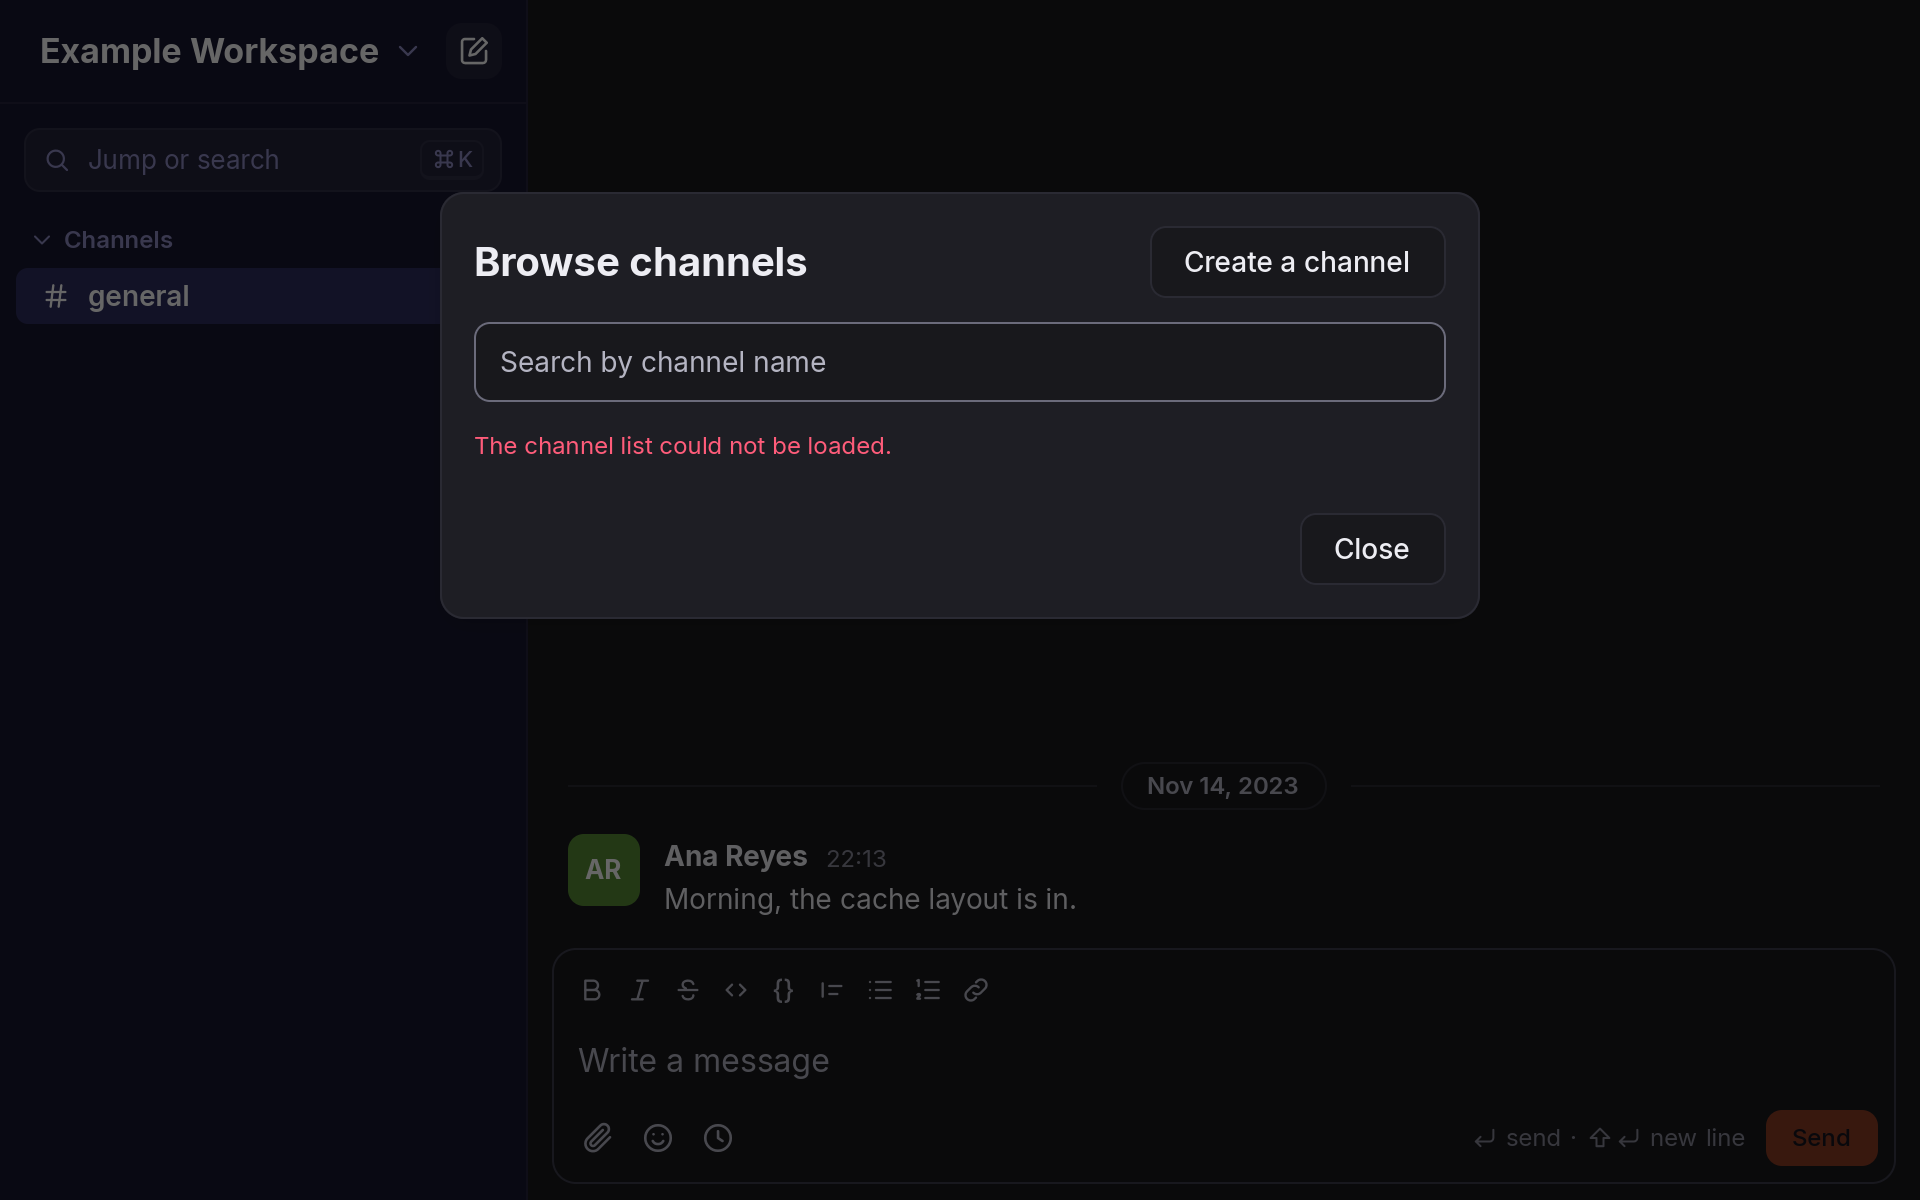 Example Workspace
Jump or search
⌘K
Channels
# general
Browse channels
Create a channel
Search by channel name
The channel list could not be loaded.
Close
Nov 14, 2023
AR
Ana Reyes 22:13
Morning, the cache layout is in.
Write a message
send · new line
Send